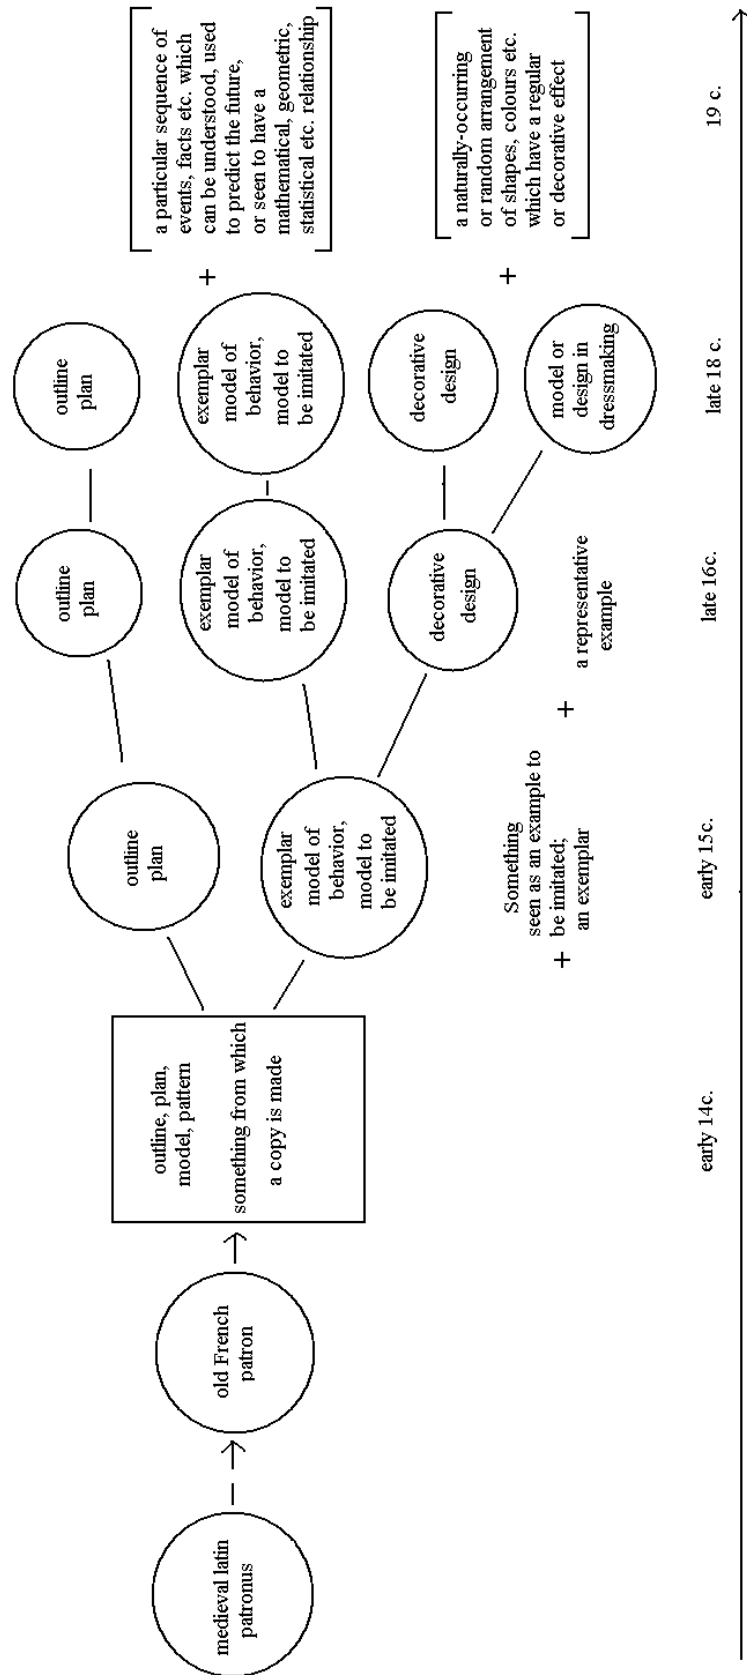 medieval latin
patronus
old French
patron
outline, plan,
model, pattern
something from which
a copy is made
outline
plan
exemplar
model of
behavior,
model to
be imitated
+
Something
seen as an example to
be imitated;
an exemplar
outline
plan
exemplar
model of
behavior,
model to
be imitated
decorative
design
+
a representative
example
outline
plan
exemplar
model of
behavior,
model to
be imitated
decorative
design
model or
design in
dressmaking
+
a particular sequence of
events, facts etc. which
can be understood, used
to predict the future,
or seen to have a
mathematical, geometric,
statistical etc. relationship
+
a naturally-occurring
or random arrangement
of shapes, colours etc.
which have a regular
or decorative effect
early 14c.
early 15c.
late 16c.
late 18 c.
19 c.